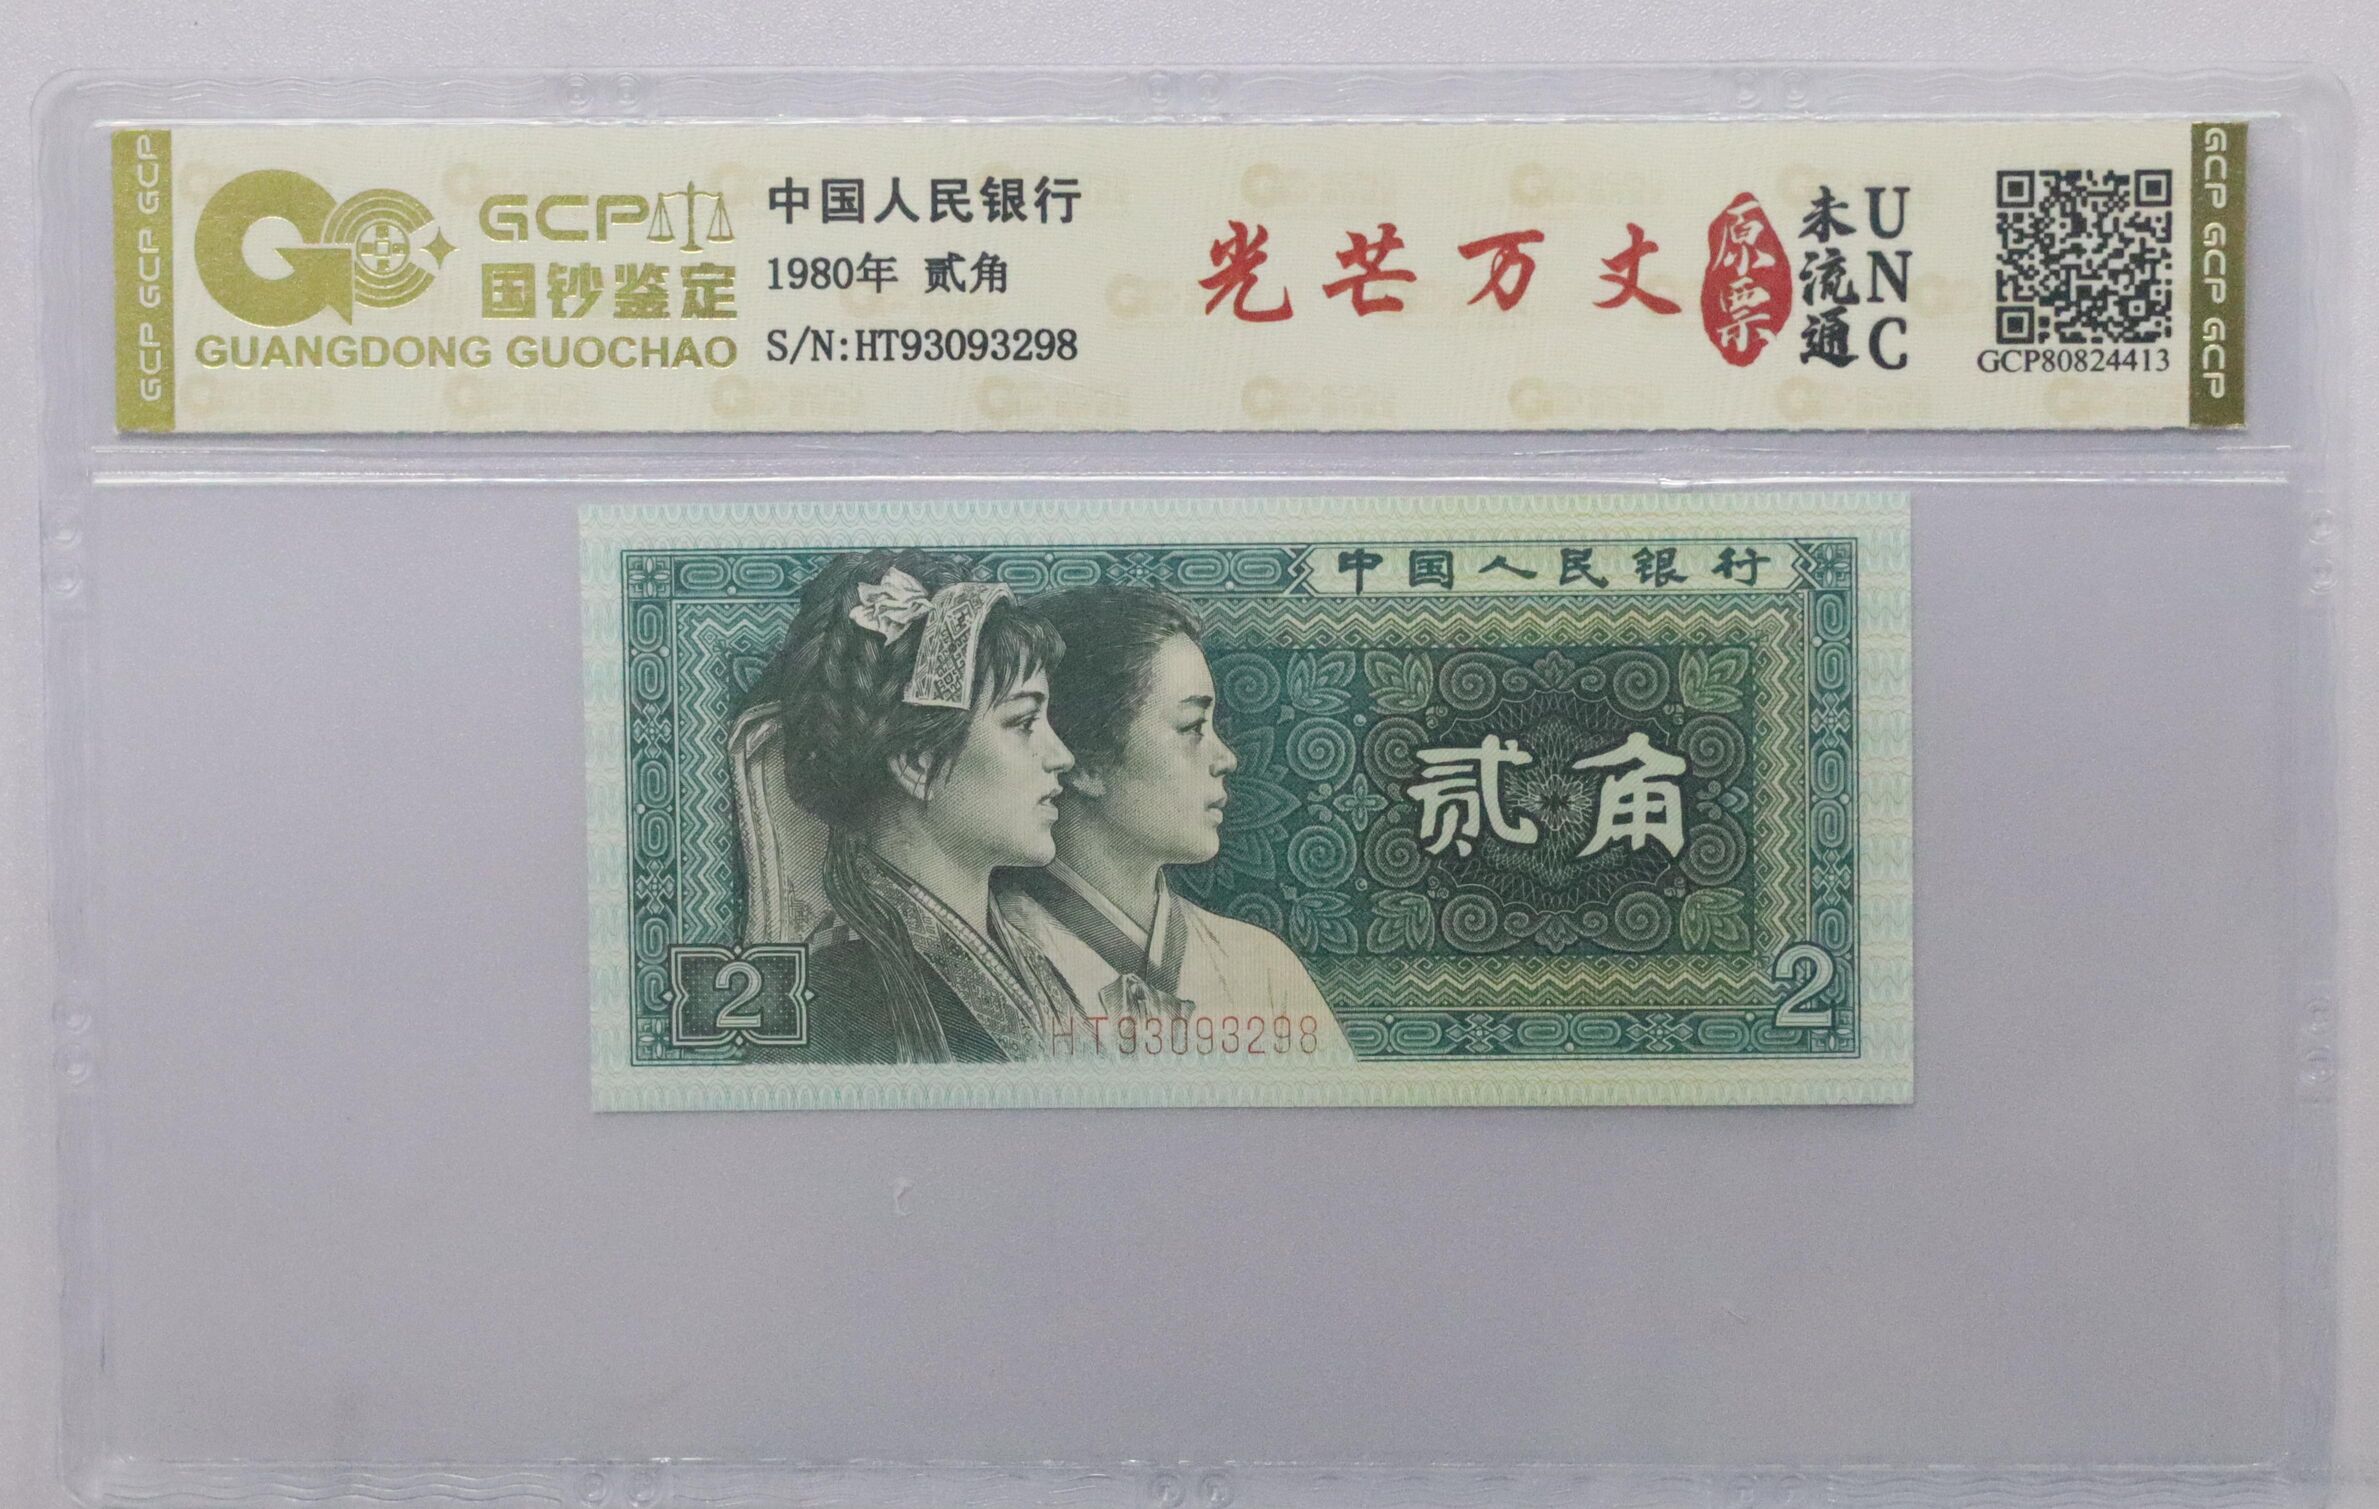 GCP GCP GCP
GCP
国钞鉴定
GUANGDONG GUOCHAO
中国人民银行
1980年 贰角
S/N:HT93093298
光芒万丈
原票
未流通
UNC
GCP80824413
GCP GCP GCP
中国人民银行
贰角
2
2
HT93093298